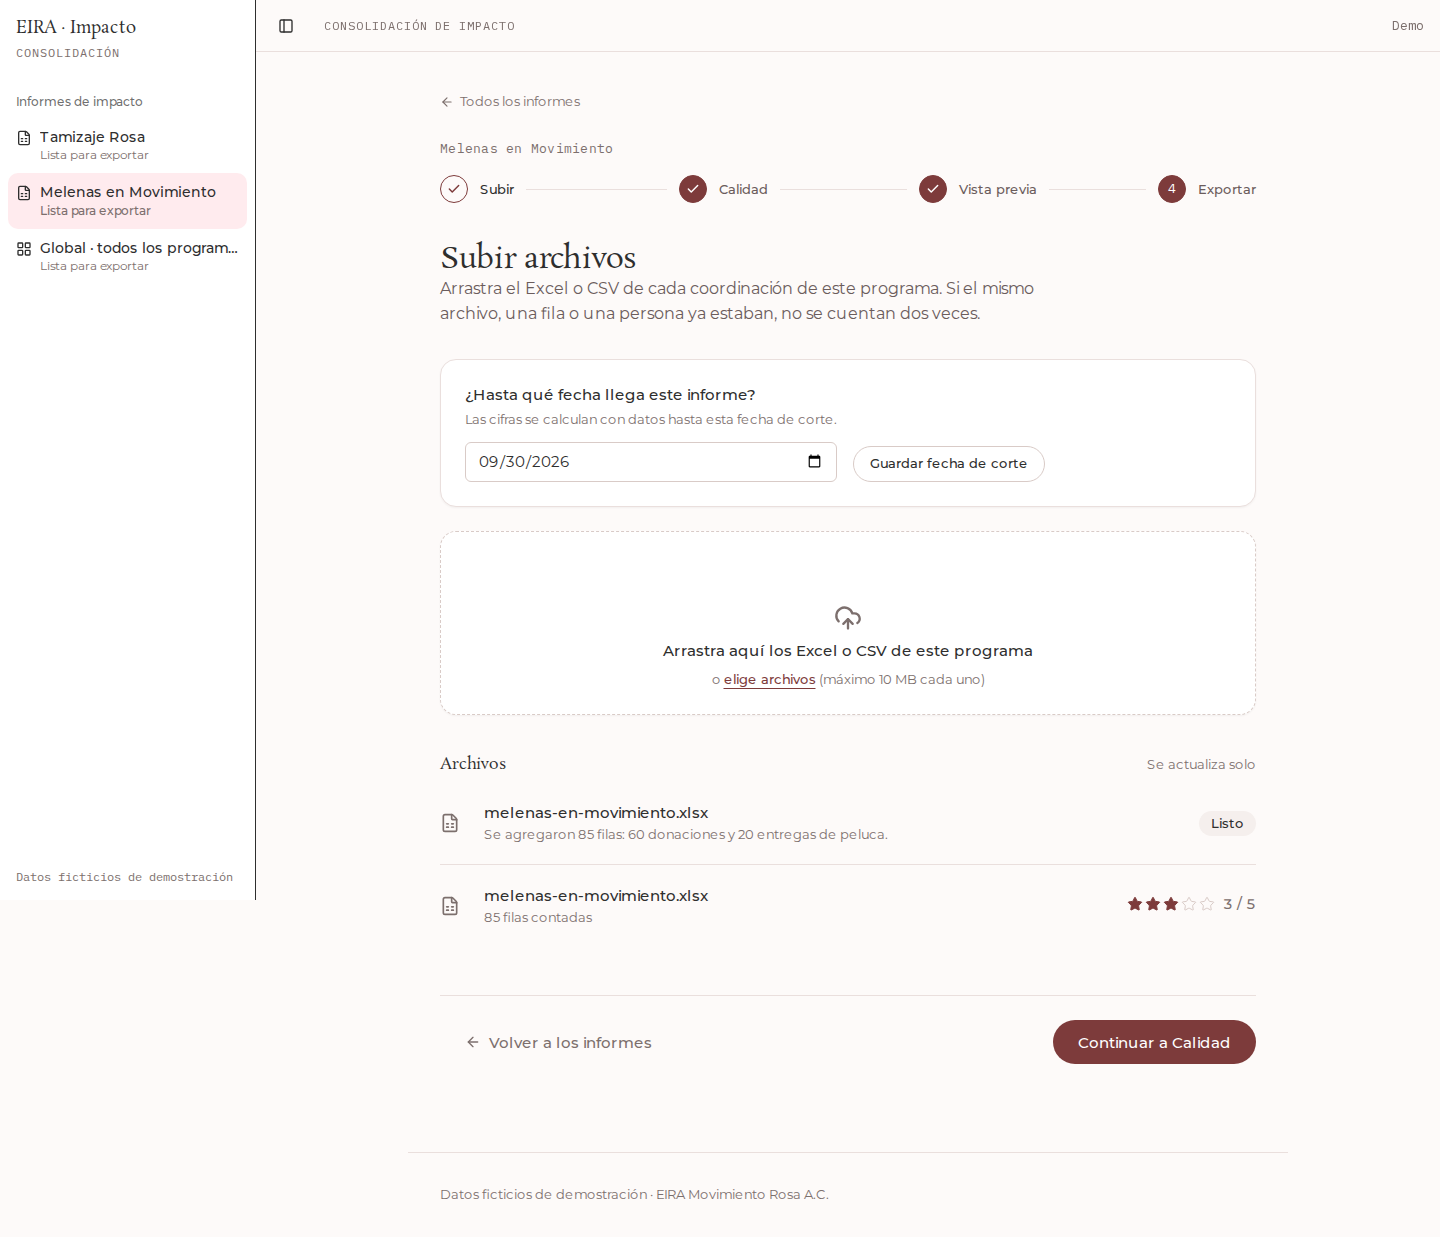 EIRA · Impacto
CONSOLIDACIÓN
Informes de impacto
Tamizaje Rosa
Lista para exportar
Melenas en Movimiento
Lista para exportar
Global · todos los program...
Lista para exportar
Datos ficticios de demostración
CONSOLIDACIÓN DE IMPACTO
Demo
Todos los informes
Melenas en Movimiento
Subir
Calidad
Vista previa
4 Exportar
Subir archivos
Arrastra el Excel o CSV de cada coordinación de este programa. Si el mismo
archivo, una fila o una persona ya estaban, no se cuentan dos veces.
¿Hasta qué fecha llega este informe?
Las cifras se calculan con datos hasta esta fecha de corte.
09/30/2026
Guardar fecha de corte
Arrastra aquí los Excel o CSV de este programa
o elige archivos (máximo 10 MB cada uno)
Archivos
Se actualiza solo
melenas-en-movimiento.xlsx
Se agregaron 85 filas: 60 donaciones y 20 entregas de peluca.
Listo
melenas-en-movimiento.xlsx
85 filas contadas
3 / 5
Volver a los informes
Continuar a Calidad
Datos ficticios de demostración · EIRA Movimiento Rosa A.C.